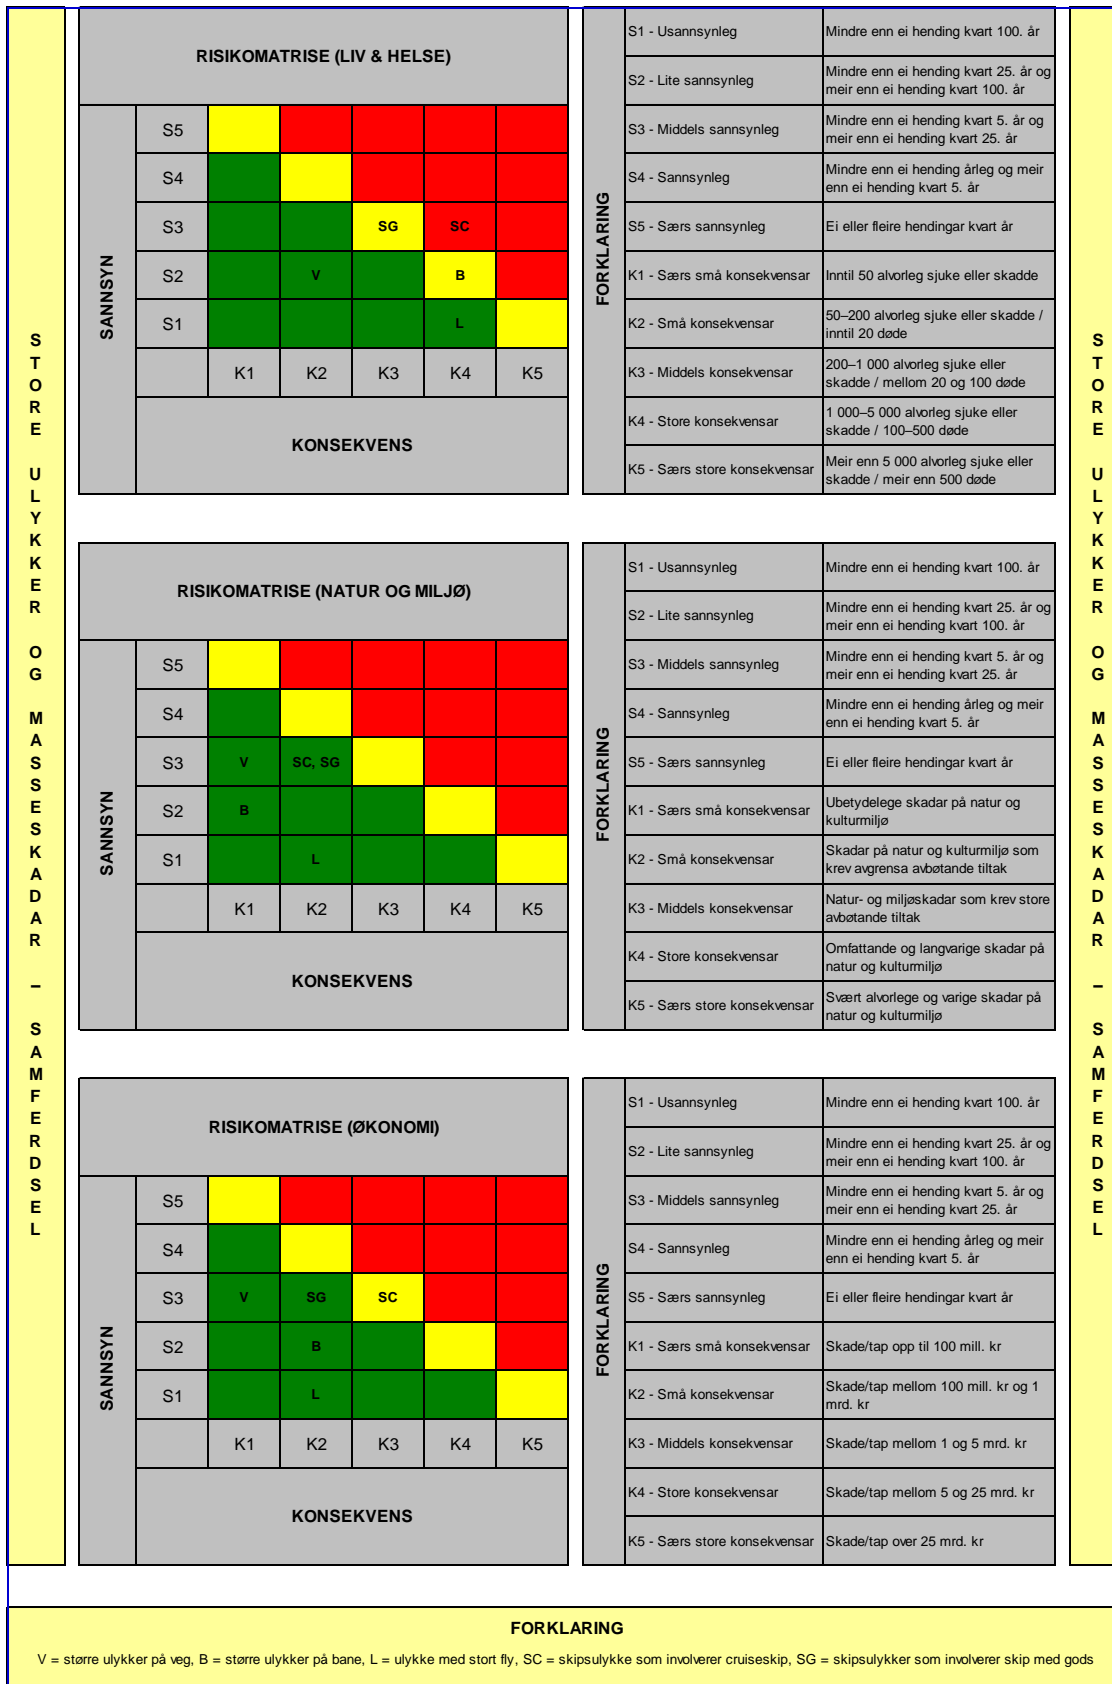 STORE ULYKKER OG MASSESKADAR – SAMFERDSEL
RISIKOMATRISE (LIV & HELSE)
SANNSYN
S5
S4
S3 SG SC
S2 V B
S1 L
K1 K2 K3 K4 K5
KONSEKVENS
FORKLARING
S1 - Usannsynleg Mindre enn ei hending kvart 100. år
S2 - Lite sannsynleg Mindre enn ei hending kvart 25. år og
meir enn ei hending kvart 100. år
S3 - Middels sannsynleg Mindre enn ei hending kvart 5. år og
meir enn ei hending kvart 25. år
S4 - Sannsynleg Mindre enn ei hending årleg og meir
enn ei hending kvart 5. år
S5 - Særs sannsynleg Ei eller fleire hendingar kvart år
K1 - Særs små konsekvensar Inntil 50 alvorleg sjuke eller skadde
K2 - Små konsekvensar 50–200 alvorleg sjuke eller skadde /
inntil 20 døde
K3 - Middels konsekvensar 200–1 000 alvorleg sjuke eller
skadde / mellom 20 og 100 døde
K4 - Store konsekvensar 1 000–5 000 alvorleg sjuke eller
skadde / 100–500 døde
K5 - Særs store konsekvensar Meir enn 5 000 alvorleg sjuke eller
skadde / meir enn 500 døde
RISIKOMATRISE (NATUR OG MILJØ)
SANNSYN
S5
S4
S3 V SC, SG
S2 B
S1 L
K1 K2 K3 K4 K5
KONSEKVENS
FORKLARING
S1 - Usannsynleg Mindre enn ei hending kvart 100. år
S2 - Lite sannsynleg Mindre enn ei hending kvart 25. år og
meir enn ei hending kvart 100. år
S3 - Middels sannsynleg Mindre enn ei hending kvart 5. år og
meir enn ei hending kvart 25. år
S4 - Sannsynleg Mindre enn ei hending årleg og meir
enn ei hending kvart 5. år
S5 - Særs sannsynleg Ei eller fleire hendingar kvart år
K1 - Særs små konsekvensar Ubetydelege skadar på natur og
kulturmiljø
K2 - Små konsekvensar Skadar på natur og kulturmiljø som
krev avgrensa avbøtande tiltak
K3 - Middels konsekvensar Natur- og miljøskadar som krev store
avbøtande tiltak
K4 - Store konsekvensar Omfattande og langvarige skadar på
natur og kulturmiljø
K5 - Særs store konsekvensar Svært alvorlege og varige skadar på
natur og kulturmiljø
RISIKOMATRISE (ØKONOMI)
SANNSYN
S5
S4
S3 V SG SC
S2 B
S1 L
K1 K2 K3 K4 K5
KONSEKVENS
FORKLARING
S1 - Usannsynleg Mindre enn ei hending kvart 100. år
S2 - Lite sannsynleg Mindre enn ei hending kvart 25. år og
meir enn ei hending kvart 100. år
S3 - Middels sannsynleg Mindre enn ei hending kvart 5. år og
meir enn ei hending kvart 25. år
S4 - Sannsynleg Mindre enn ei hending årleg og meir
enn ei hending kvart 5. år
S5 - Særs sannsynleg Ei eller fleire hendingar kvart år
K1 - Særs små konsekvensar Skade/tap opp til 100 mill. kr
K2 - Små konsekvensar Skade/tap mellom 100 mill. kr og 1
mrd. kr
K3 - Middels konsekvensar Skade/tap mellom 1 og 5 mrd. kr
K4 - Store konsekvensar Skade/tap mellom 5 og 25 mrd. kr
K5 - Særs store konsekvensar Skade/tap over 25 mrd. kr
STORE ULYKKER OG MASSESKADAR – SAMFERDSEL
FORKLARING
V = større ulykker på veg, B = større ulykker på bane, L = ulykke med stort fly, SC = skipsulykke som involverer cruiseskip, SG = skipsulykker som involverer skip med gods